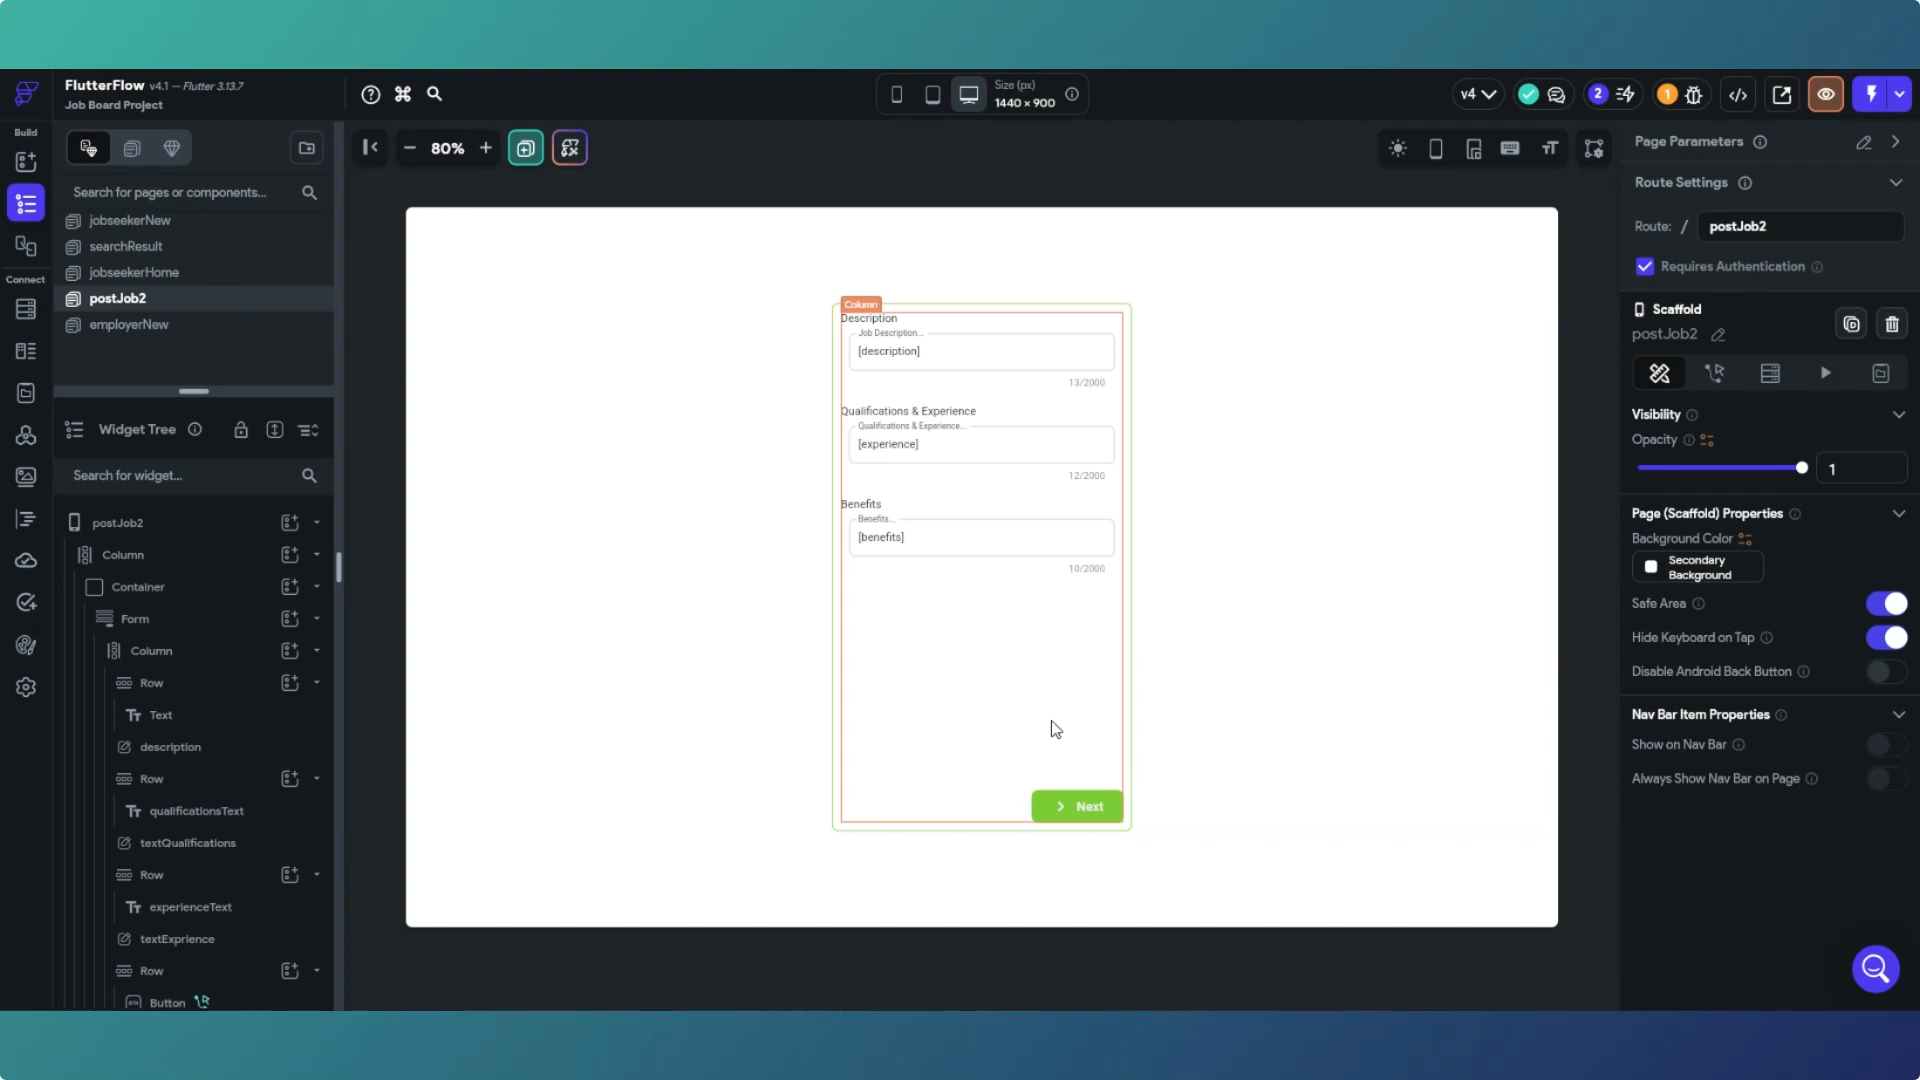 FlutterFlow v4.1 — Flutter 3.13.7
Job Board Project
Size (px)
1440 × 900
v4
2
1
Build
Connect
80%
Search for pages or components...
jobseekerNew
searchResult
jobseekerHome
postJob2
employerNew
Widget Tree
Search for widget...
postJob2
Column
Container
Form
Column
Row
Text
description
Row
qualificationsText
textQualifications
Row
experienceText
textExprience
Row
Button
Column
Description
Job Description...
[description]
13/2000
Qualifications & Experience
Qualifications & Experience...
[experience]
12/2000
Benefits
Benefits...
[benefits]
10/2000
Next
Page Parameters
Route Settings
Route: / postJob2
Requires Authentication
Scaffold
postJob2
Visibility
Opacity
1
Page (Scaffold) Properties
Background Color
Secondary
Background
Safe Area
Hide Keyboard on Tap
Disable Android Back Button
Nav Bar Item Properties
Show on Nav Bar
Always Show Nav Bar on Page